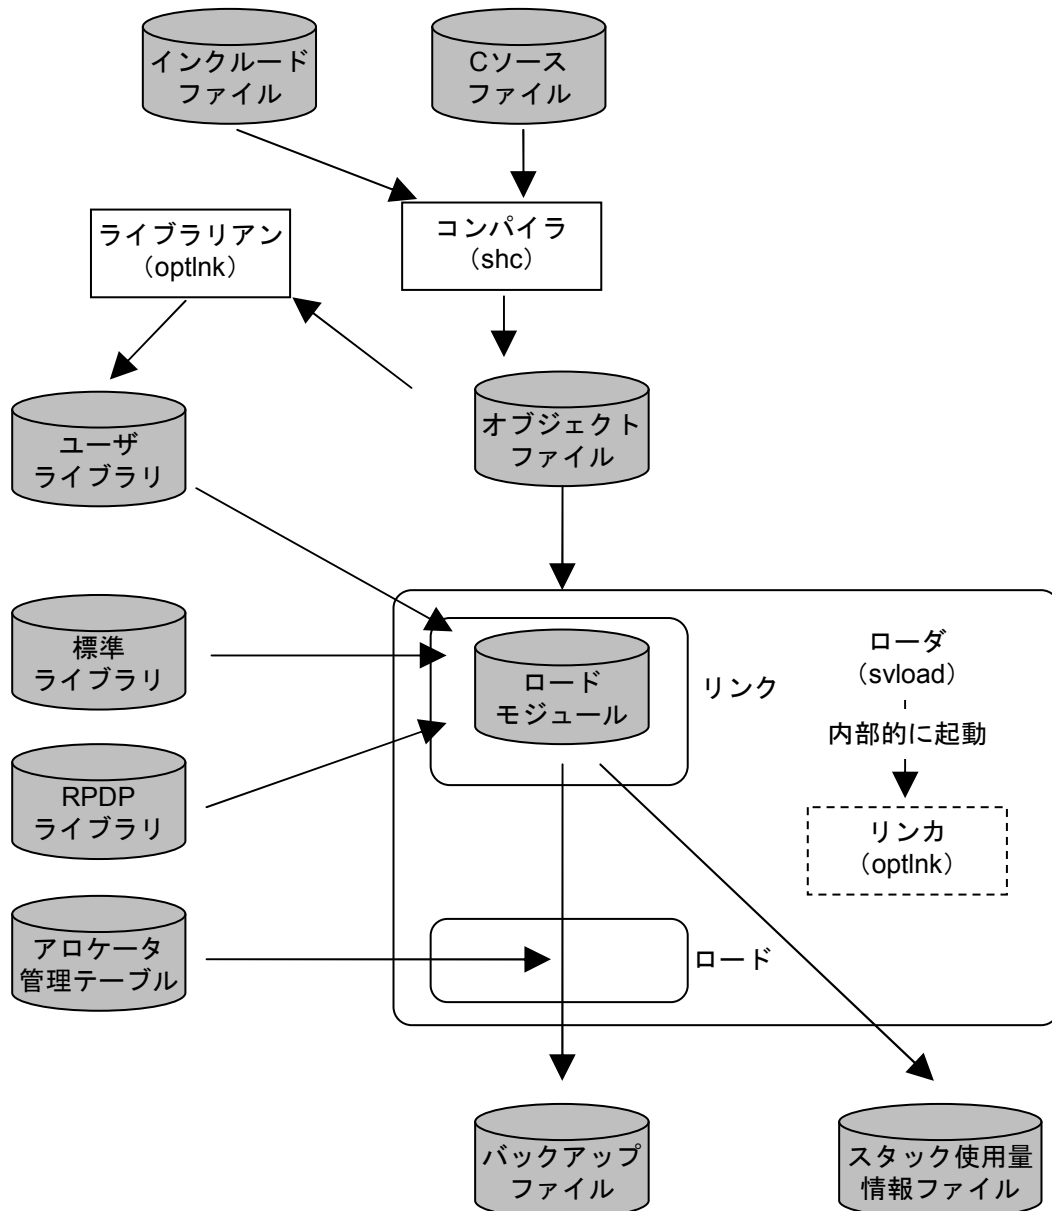 インクルード
ファイル
Cソース
ファイル
ライブラリアン
（optlnk）
コンパイラ
（shc）
ユーザ
ライブラリ
オブジェクト
ファイル
標準
ライブラリ
ロード
モジュール
リンク
ローダ
（svload）
内部的に起動
RPDP
ライブラリ
リンカ
（optlnk）
アロケータ
管理テーブル
ロード
バックアップ
ファイル
スタック使用量
情報ファイル